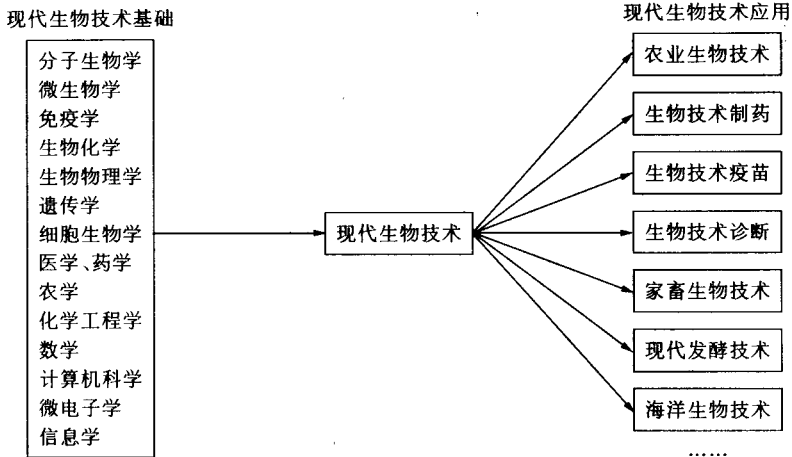 现代生物技术基础
分子生物学
微生物学
免疫学
生物化学
生物物理学
遗传学
细胞生物学
医学、药学
农学
化学工程学
数学
计算机科学
微电子学
信息学
现代生物技术
现代生物技术应用
农业生物技术
生物技术制药
生物技术疫苗
生物技术诊断
家畜生物技术
现代发酵技术
海洋生物技术
……